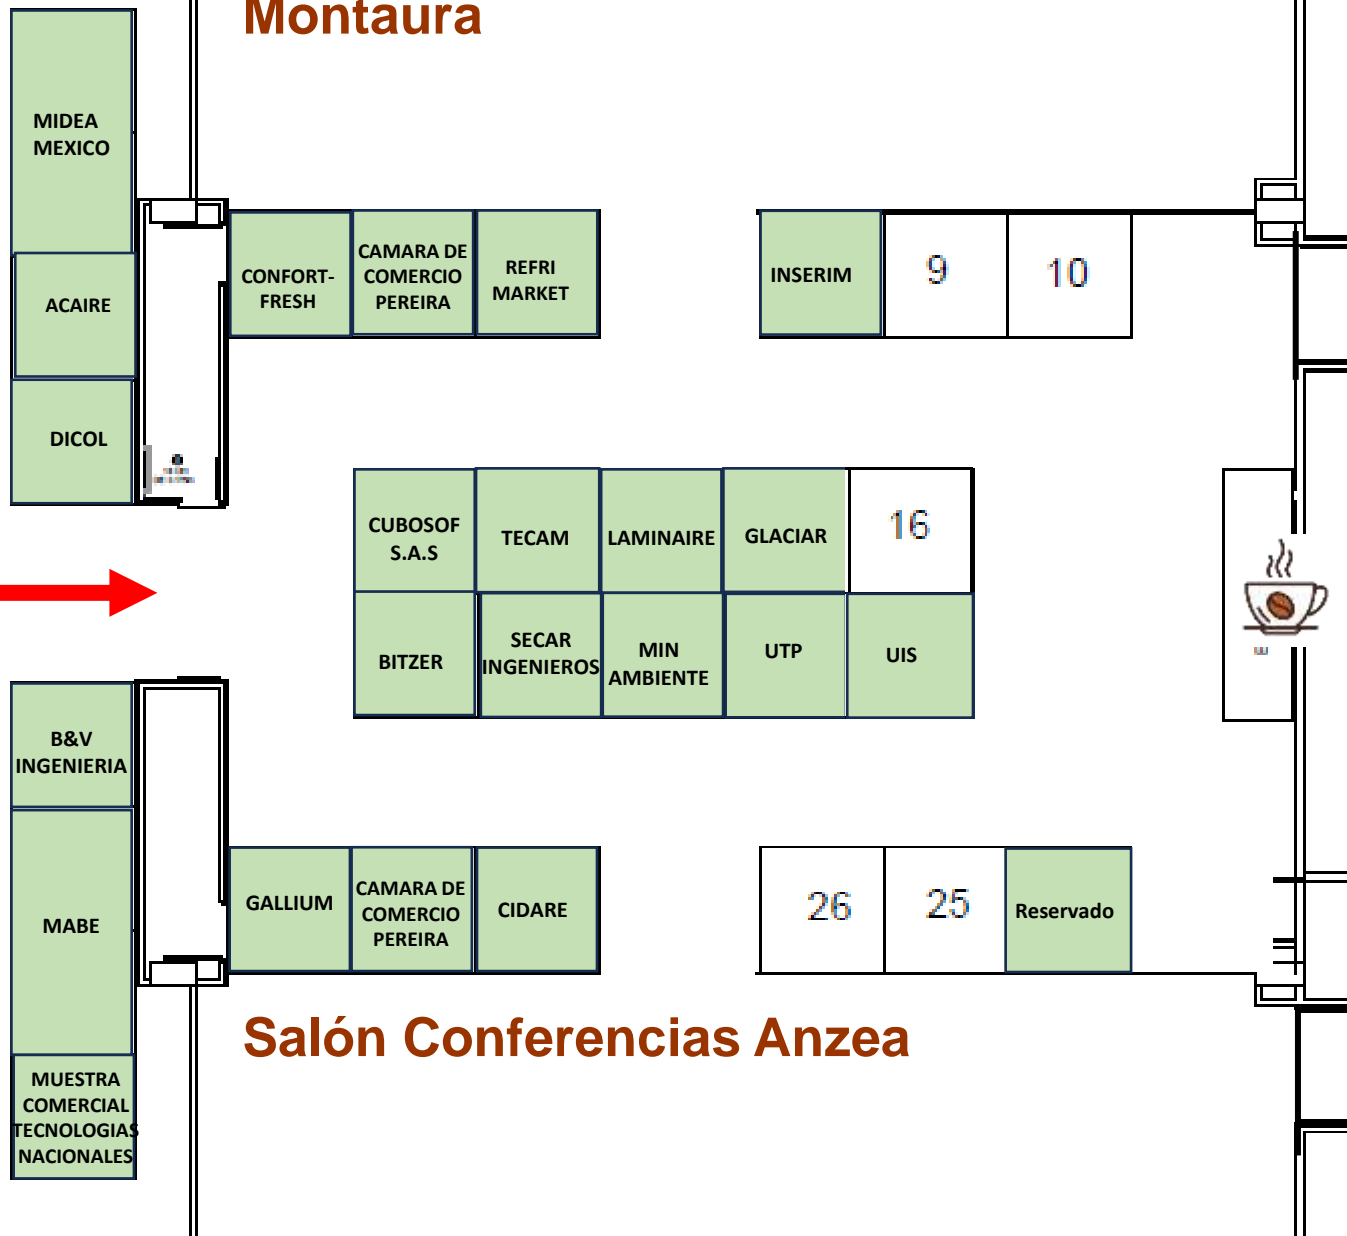 Montaura
MIDEA
MEXICO
ACAIRE
DICOL
CONFORT-
FRESH
CAMARA DE
COMERCIO
PEREIRA
REFRI
MARKET
INSERIM
9
10
CUBOSOF
S.A.S
TECAM
LAMINAIRE
GLACIAR
16
BITZER
SECAR
INGENIEROS
MIN
AMBIENTE
UTP
UIS
B&V
INGENIERIA
MABE
MUESTRA
COMERCIAL
TECNOLOGIAS
NACIONALES
GALLIUM
CAMARA DE
COMERCIO
PEREIRA
CIDARE
26
25
Reservado
Salón Conferencias Anzea